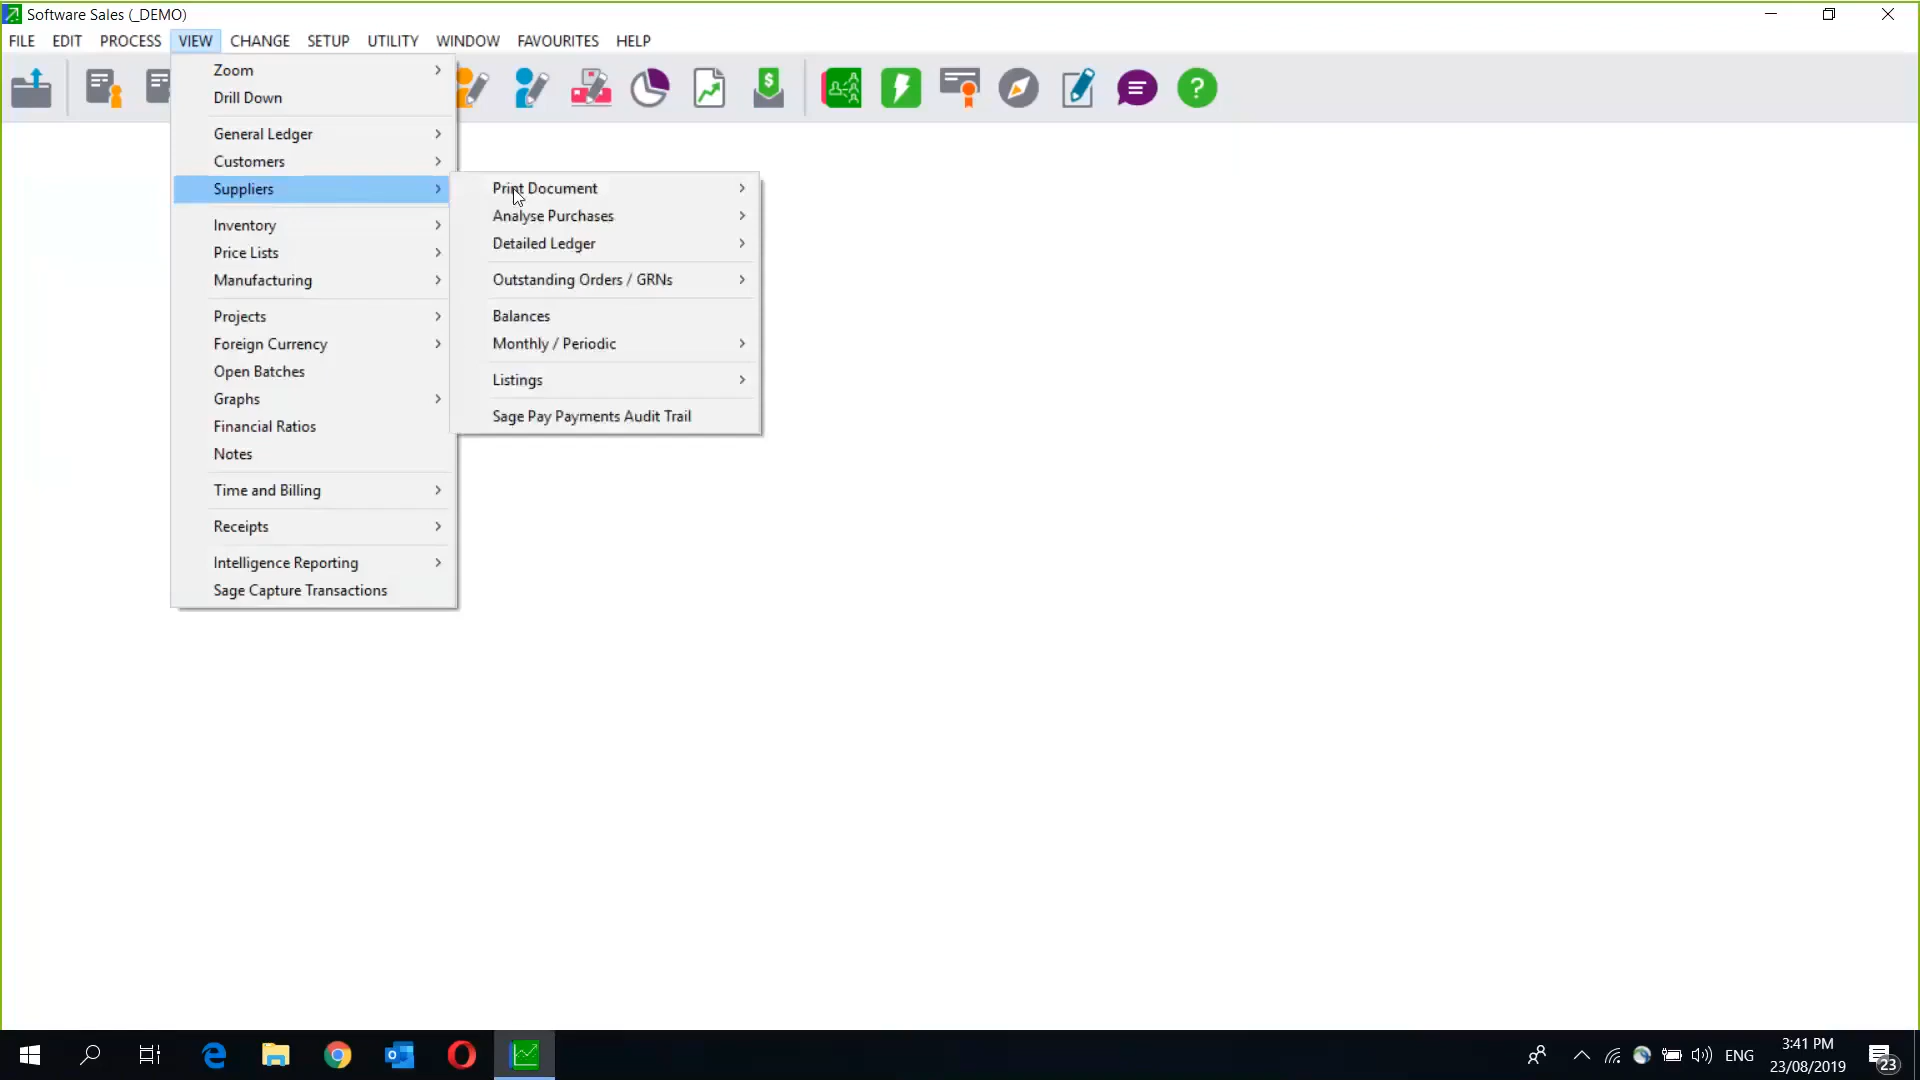 Software Sales (_DEMO)
FILE EDIT PROCESS VIEW CHANGE SETUP UTILITY WINDOW FAVOURITES HELP
Zoom
Drill Down
General Ledger
Customers
Suppliers
Inventory
Price Lists
Manufacturing
Projects
Foreign Currency
Open Batches
Graphs
Financial Ratios
Notes
Time and Billing
Receipts
Intelligence Reporting
Sage Capture Transactions
Print Document
Analyse Purchases
Detailed Ledger
Outstanding Orders / GRNs
Balances
Monthly / Periodic
Listings
Sage Pay Payments Audit Trail
ENG
3:41 PM
23/08/2019
23